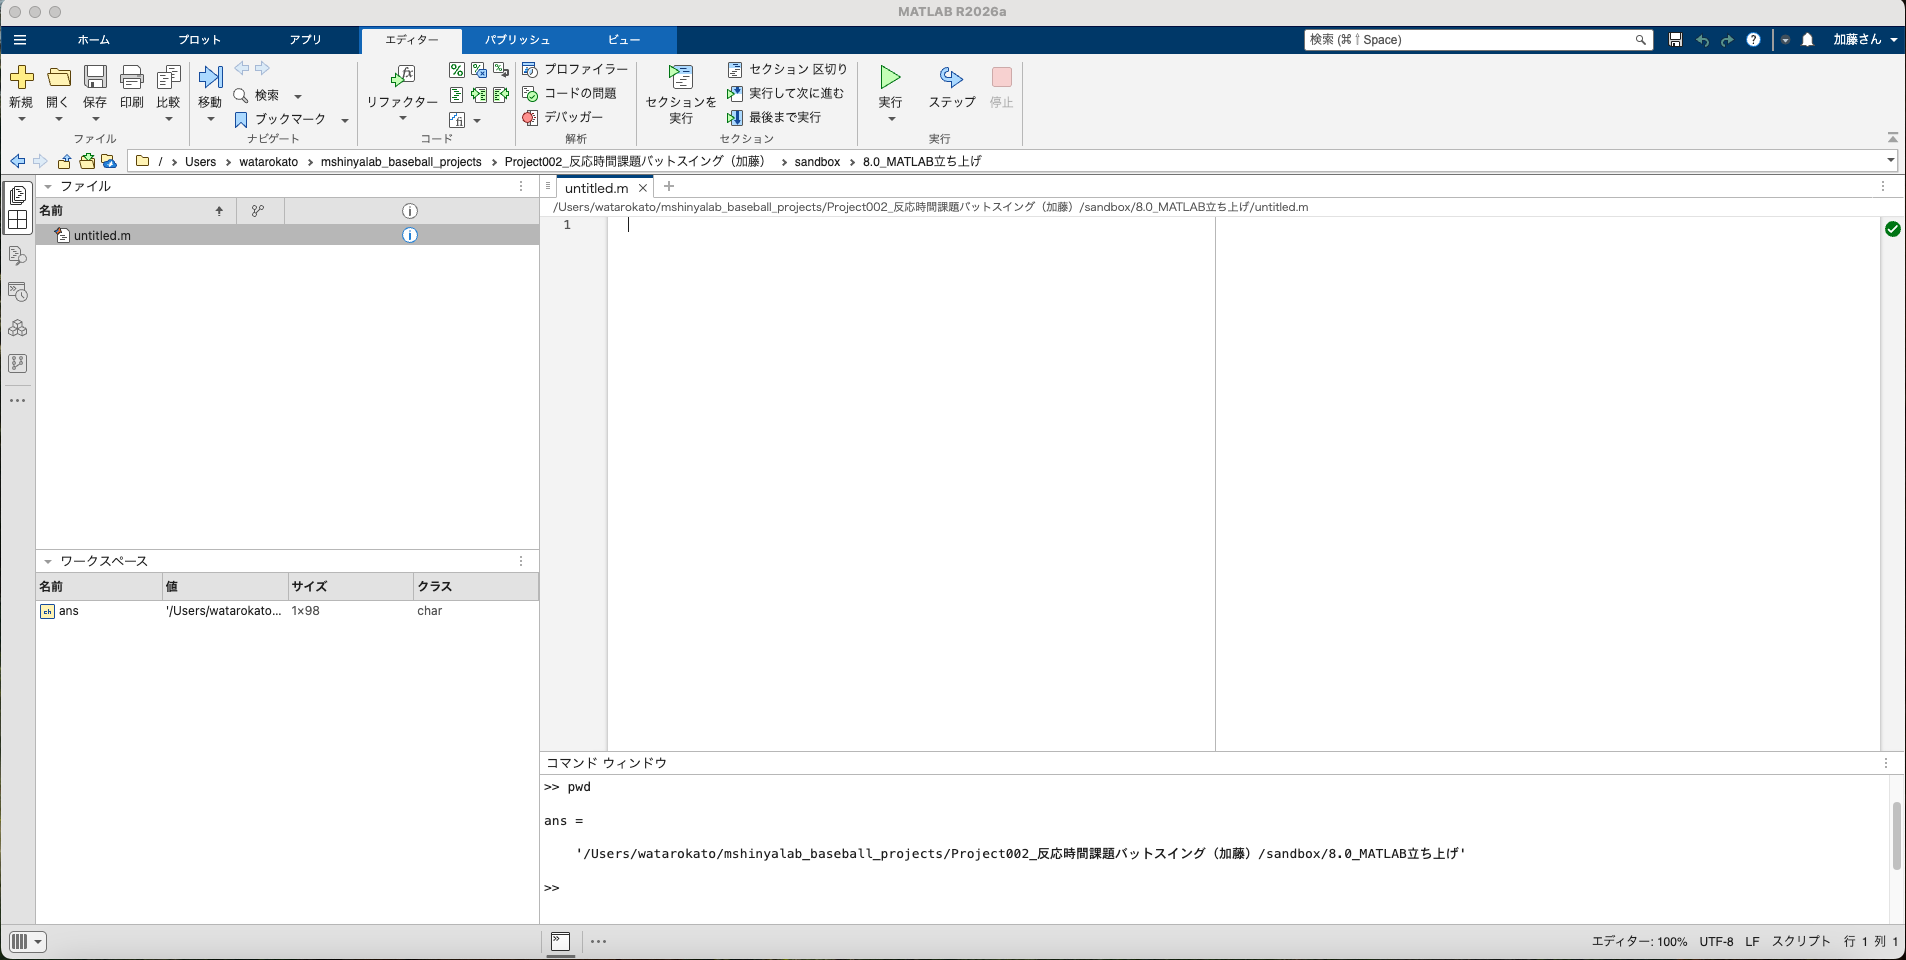 MATLAB R2026a
ホーム プロット アプリ エディター パブリッシュ ビュー 検索 (⌘⇧Space) 加藤さん
新規 開く 保存 印刷 比較
ファイル
移動 検索 ブックマーク
ナビゲート
リファクター
コード
プロファイラー
コードの問題
デバッガー
解析
セクションを
実行
セクション 区切り
実行して次に進む
最後まで実行
セクション
実行 ステップ 停止
実行
/ › Users › watarokato › mshinyalab_baseball_projects › Project002_反応時間課題バットスイング（加藤） › sandbox › 8.0_MATLAB立ち上げ
ファイル
名前
untitled.m
ワークスペース
名前 値 サイズ クラス
ans '/Users/watarokato... 1×98 char
untitled.m
/Users/watarokato/mshinyalab_baseball_projects/Project002_反応時間課題バットスイング（加藤）/sandbox/8.0_MATLAB立ち上げ/untitled.m
1
コマンド ウィンドウ
>> pwd
ans =
'/Users/watarokato/mshinyalab_baseball_projects/Project002_反応時間課題バットスイング（加藤）/sandbox/8.0_MATLAB立ち上げ'
>>
エディター: 100% UTF-8 LF スクリプト 行 1 列 1